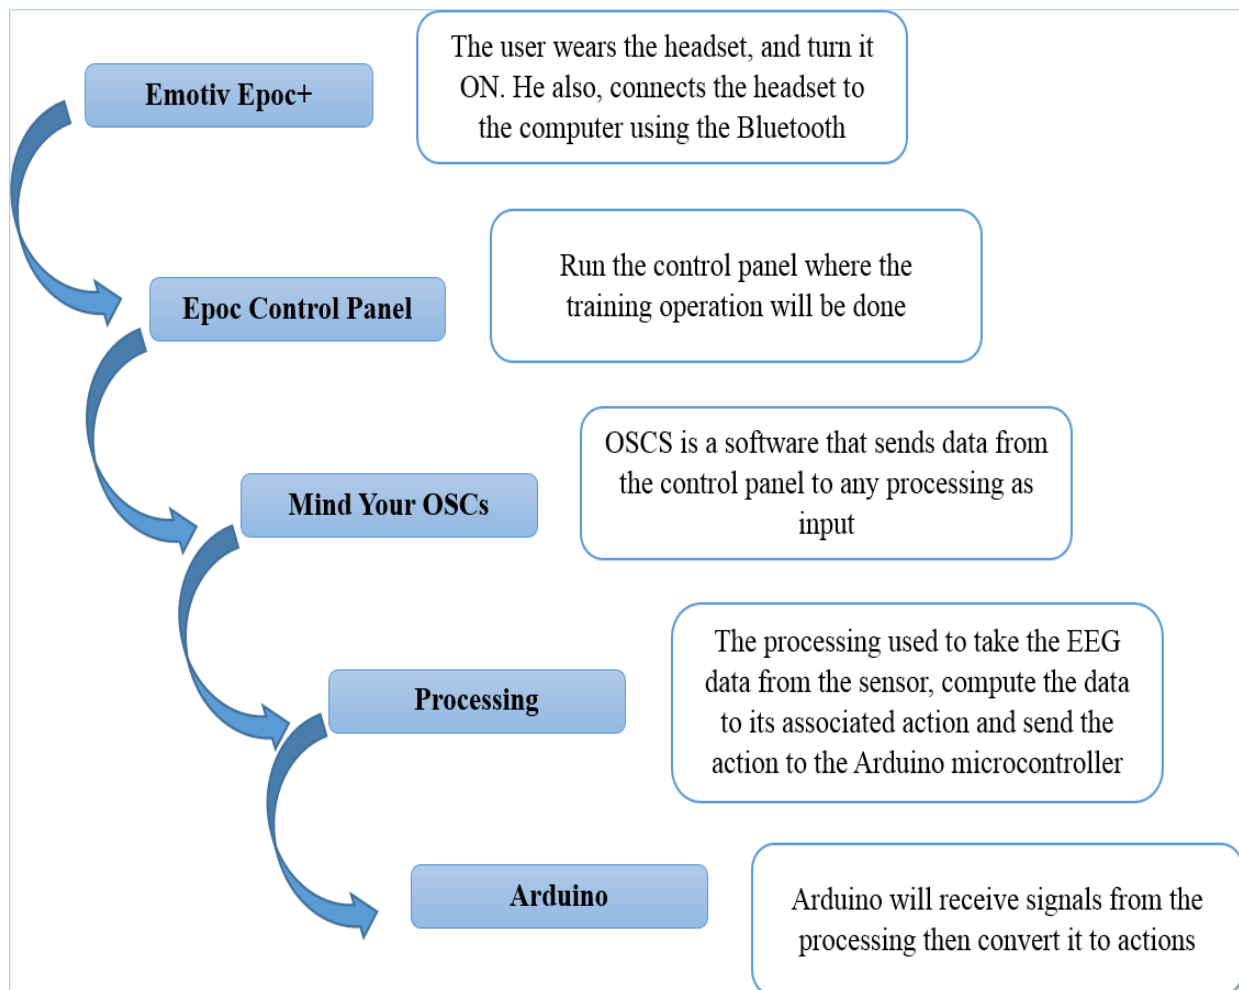 Emotiv Epoc+
The user wears the headset, and turn it
ON. He also, connects the headset to
the computer using the Bluetooth
Epoc Control Panel
Run the control panel where the
training operation will be done
Mind Your OSCs
OSCS is a software that sends data from
the control panel to any processing as
input
Processing
The processing used to take the EEG
data from the sensor, compute the data
to its associated action and send the
action to the Arduino microcontroller
Arduino
Arduino will receive signals from the
processing then convert it to actions